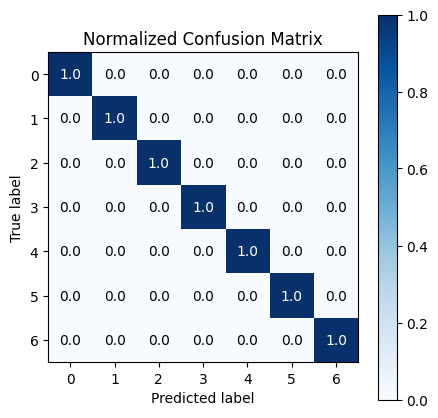 Normalized Confusion Matrix
1.0
0 1.0 0.0 0.0 0.0 0.0 0.0 0.0
1 0.0 1.0 0.0 0.0 0.0 0.0 0.0
0.8
2 0.0 0.0 1.0 0.0 0.0 0.0 0.0
0.6
3 0.0 0.0 0.0 1.0 0.0 0.0 0.0
True label
0.4
4 0.0 0.0 0.0 0.0 1.0 0.0 0.0
5 0.0 0.0 0.0 0.0 0.0 1.0 0.0
0.2
6 0.0 0.0 0.0 0.0 0.0 0.0 1.0
0.0
0 1 2 3 4 5 6
Predicted label